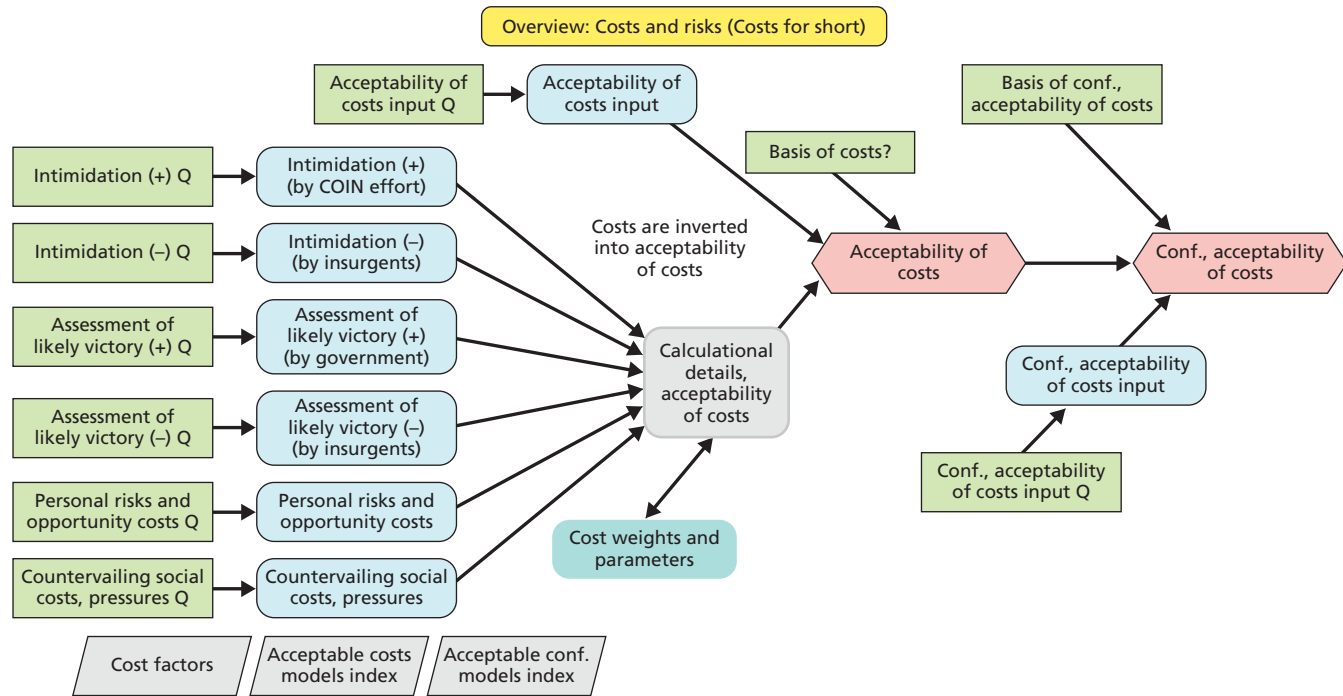 Overview: Costs and risks (Costs for short)
Acceptability of
costs input Q
Acceptability of
costs input
Basis of conf.,
acceptability of costs
Basis of costs?
Intimidation (+) Q
Intimidation (+)
(by COIN effort)
Intimidation (–) Q
Intimidation (–)
(by insurgents)
Costs are inverted
into acceptability
of costs
Acceptability of
costs
Conf., acceptability
of costs
Assessment of
likely victory (+) Q
Assessment of
likely victory (+)
(by government)
Calculational
details,
acceptability
of costs
Conf., acceptability
of costs input
Assessment of
likely victory (–) Q
Assessment of
likely victory (–)
(by insurgents)
Conf., acceptability
of costs input Q
Personal risks and
opportunity costs Q
Personal risks and
opportunity costs
Cost weights and
parameters
Countervailing social
costs, pressures Q
Countervailing social
costs, pressures
Cost factors
Acceptable costs
models index
Acceptable conf.
models index